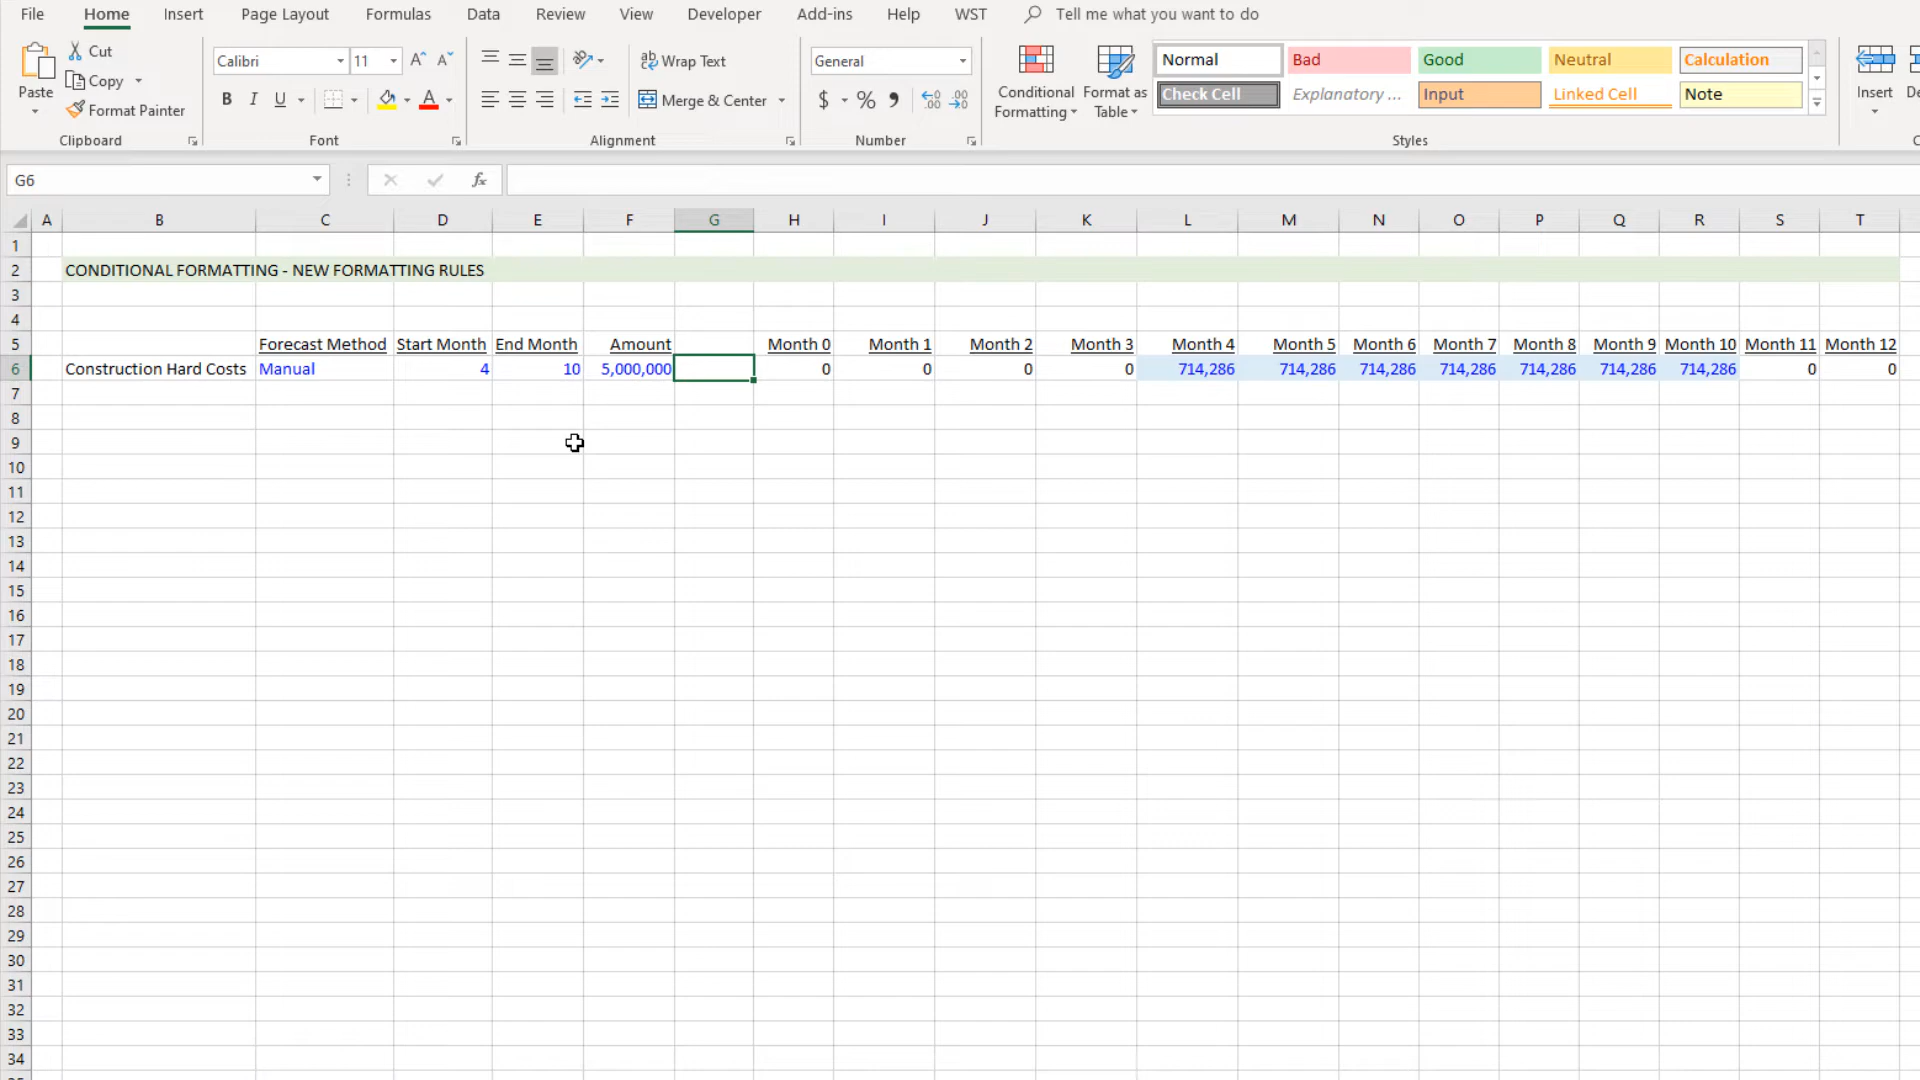 File Home Insert Page Layout Formulas Data Review View Developer Add-ins Help WST Tell me what you want to do
Paste
Cut
Copy
Format Painter
Clipboard
Calibri 11
B I U
Font
Wrap Text
Merge & Center
Alignment
General
$ % 9
Number
Conditional
Formatting
Format as
Table
Normal Bad Good Neutral Calculation
Check Cell Explanatory ... Input Linked Cell Note
Styles
Insert
G6 fx
A B C D E F G H I J K L M N O P Q R S T
1
2 CONDITIONAL FORMATTING - NEW FORMATTING RULES
3
4
5 Forecast Method Start Month End Month Amount Month 0 Month 1 Month 2 Month 3 Month 4 Month 5 Month 6 Month 7 Month 8 Month 9 Month 10 Month 11 Month 12
6 Construction Hard Costs Manual 4 10 5,000,000 0 0 0 0 714,286 714,286 714,286 714,286 714,286 714,286 714,286 0 0
7
8
9
10
11
12
13
14
15
16
17
18
19
20
21
22
23
24
25
26
27
28
29
30
31
32
33
34